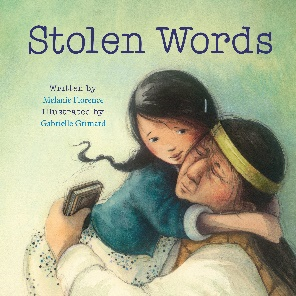 Stolen Words
Written by
Melanie Florence
Illustrated by
Gabrielle Grimard